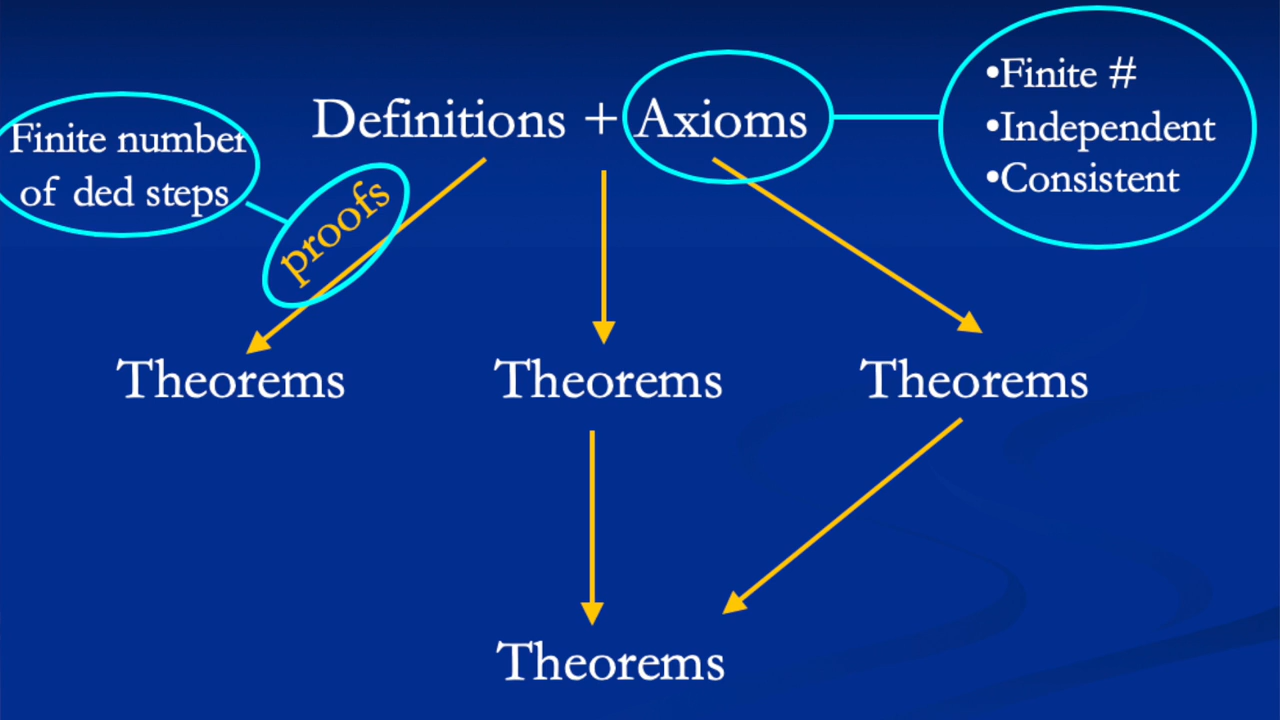 Definitions + Axioms
•Finite #
•Independent
•Consistent
Finite number
of ded steps
proofs
Theorems
Theorems
Theorems
Theorems